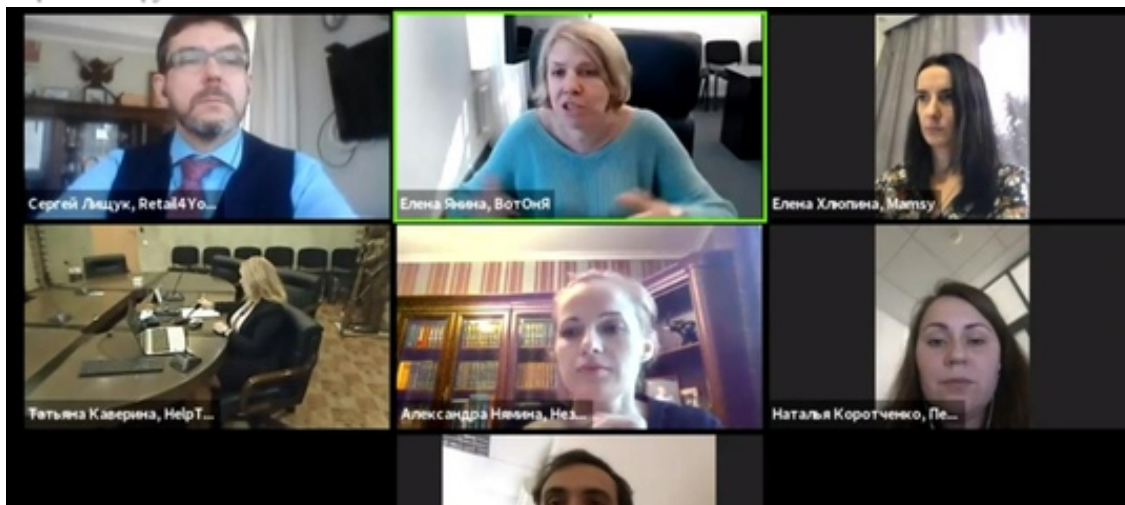 Сергей Лищук, Retail4Yo...
Елена Янина, ВотОнЯ
Елена Хлюпина, Mamsy
Татьяна Каверина, HelpT...
Александра Нямина, Нез...
Наталья Коротченко, Пе...